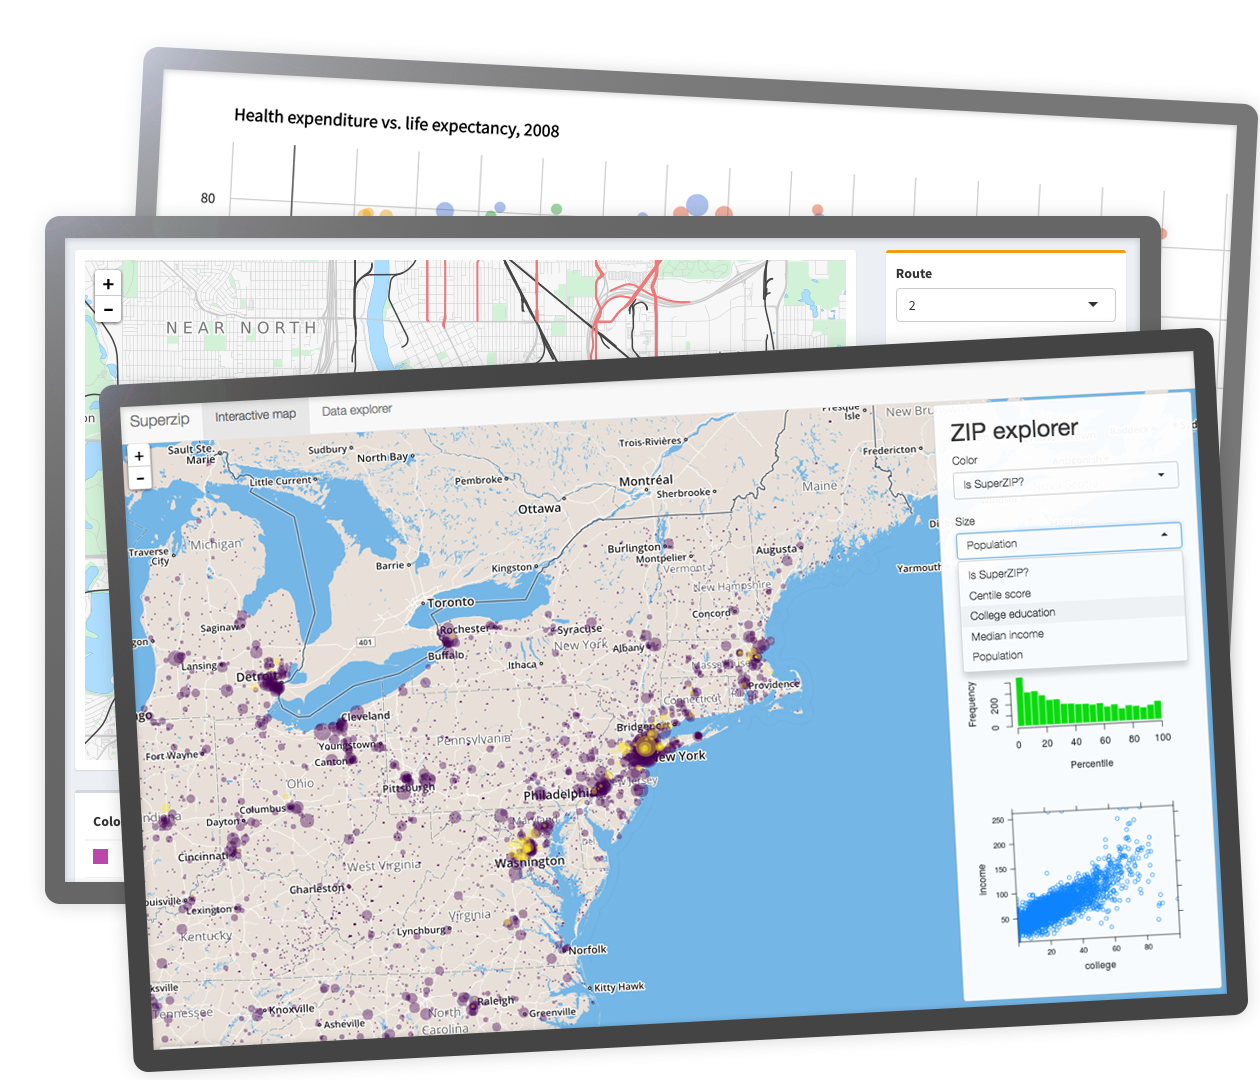 Health expenditure vs. life expectancy, 2008
80
+
-
NEAR NORTH
Route
2
Colo
Superzip
Interactive map
Data explorer
+
-
ZIP explorer
Color
Is SuperZIP?
Size
Population
Is SuperZIP?
Centile score
College education
Median income
Population
Frequency
200
0
0 20 40 60 80 100
Percentile
250
200
150
100
50
Income
20 40 60 80
college
Sault Ste.
Marie
Sudbury
North Bay
Little Current
Trois-Rivières
Isle
New Bru
Fredericton
Pembroke
Montréal
Sherbrooke
Maine
Ottawa
Traverse
City
Michigan
Barrie
Kingston
Burlington
Montpelier
Vermont
Augusta
Yarmouth
Toronto
New Hampshire
Concord
Saginaw
401
Rochester
Syracuse
New York
Albany
Buffalo
Ithaca
Lansing
Detroit
Providence
Connecticut
Cleveland
Youngstown
Canton
Pennsylvania
Bridge
New York
Fort Wayne
Ohio
Pittsburgh
Philadelphia
Columbus
Dayton
Cincinnati
West Virginia
Washington
Charleston
Virginia
Lexington
Kentucky
Lynchburg
Norfolk
Kitty Hawk
Raleigh
Greenville
Knoxville
Tennessee
Asheville
North
Carolina